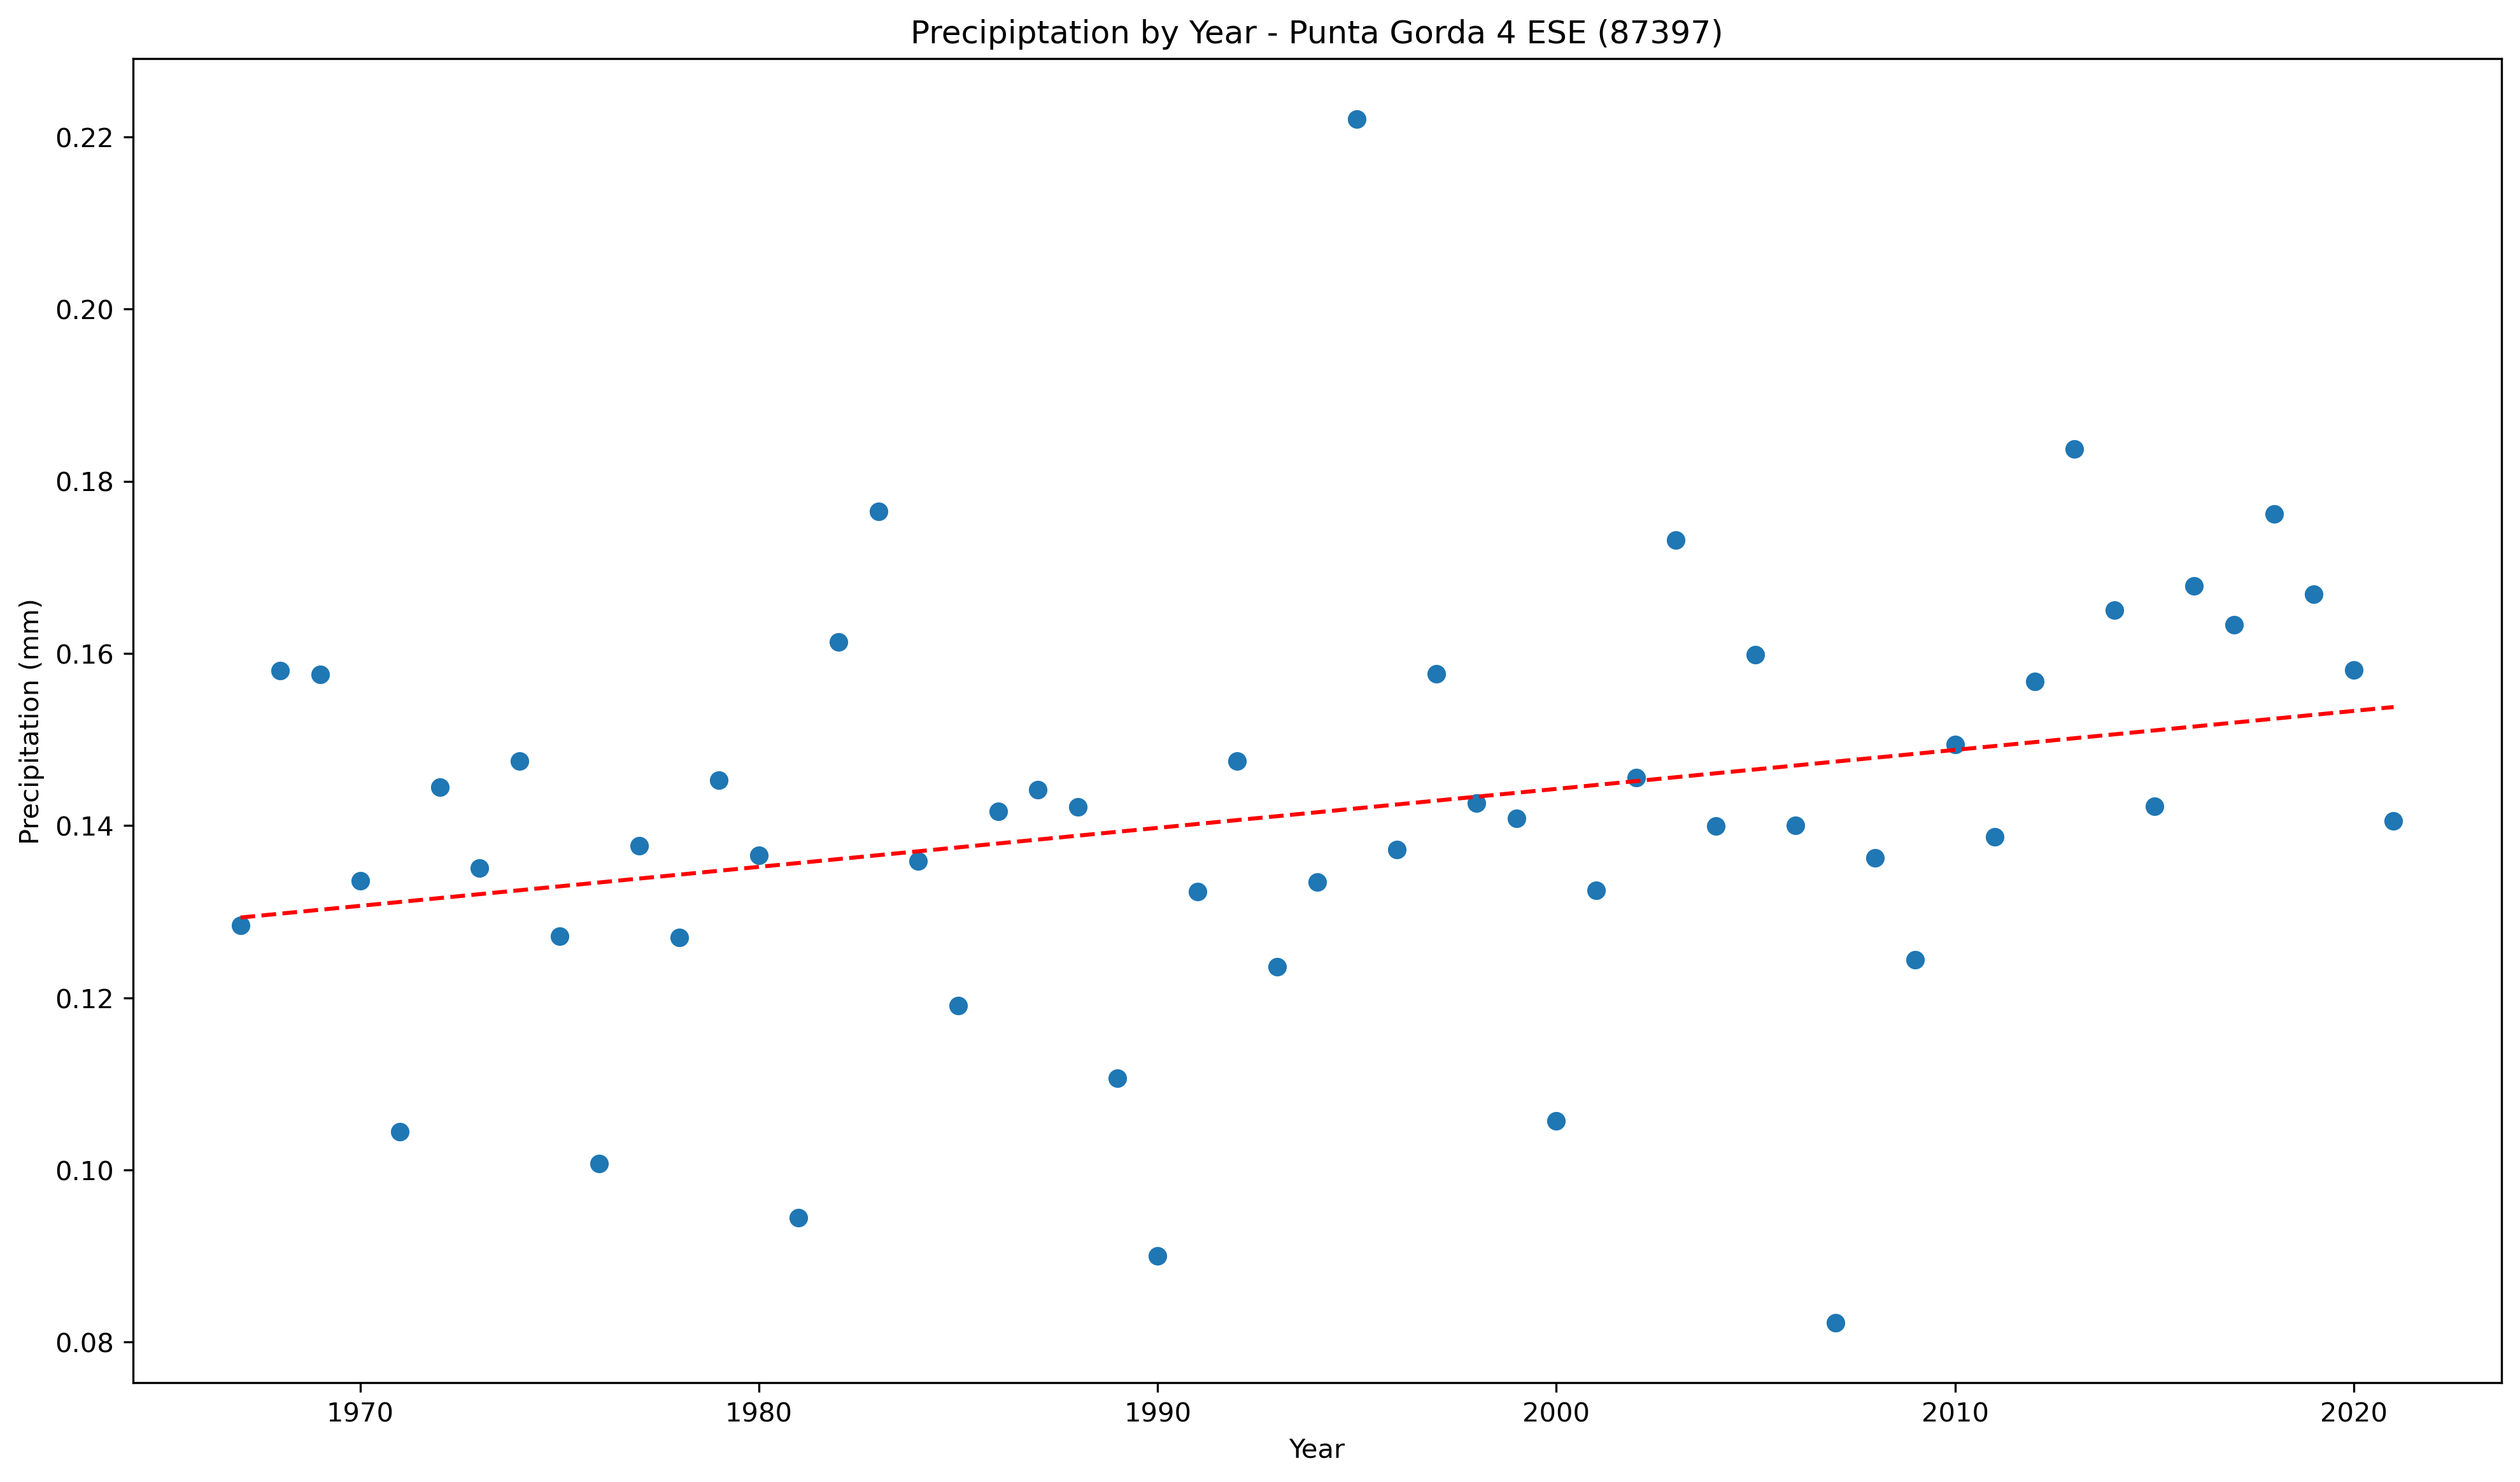 Precipiptation by Year - Punta Gorda 4 ESE (87397)
0.22
0.20
0.18
0.16
0.14
0.12
0.10
0.08
Precipitation (mm)
1970 1980 1990 2000 2010 2020
Year